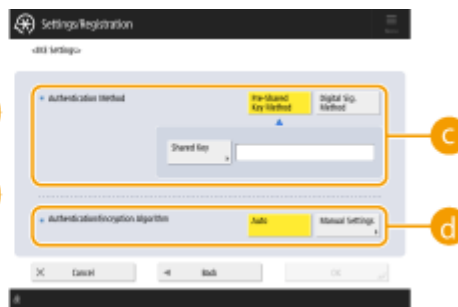 Settings/Registration
<IKE Settings>
Authentication Method
Pre-Shared
Key Method
Digital Sig.
Method
Shared Key
c
Authentication/Encryption Algorithm
Auto
Manual Settings
d
Cancel
Back
OK